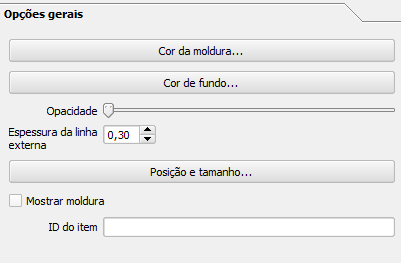 Opções gerais
Cor da moldura...
Cor de fundo...
Opacidade
Espessura da linha
externa
0,30
Posição e tamanho...
Mostrar moldura
ID do item